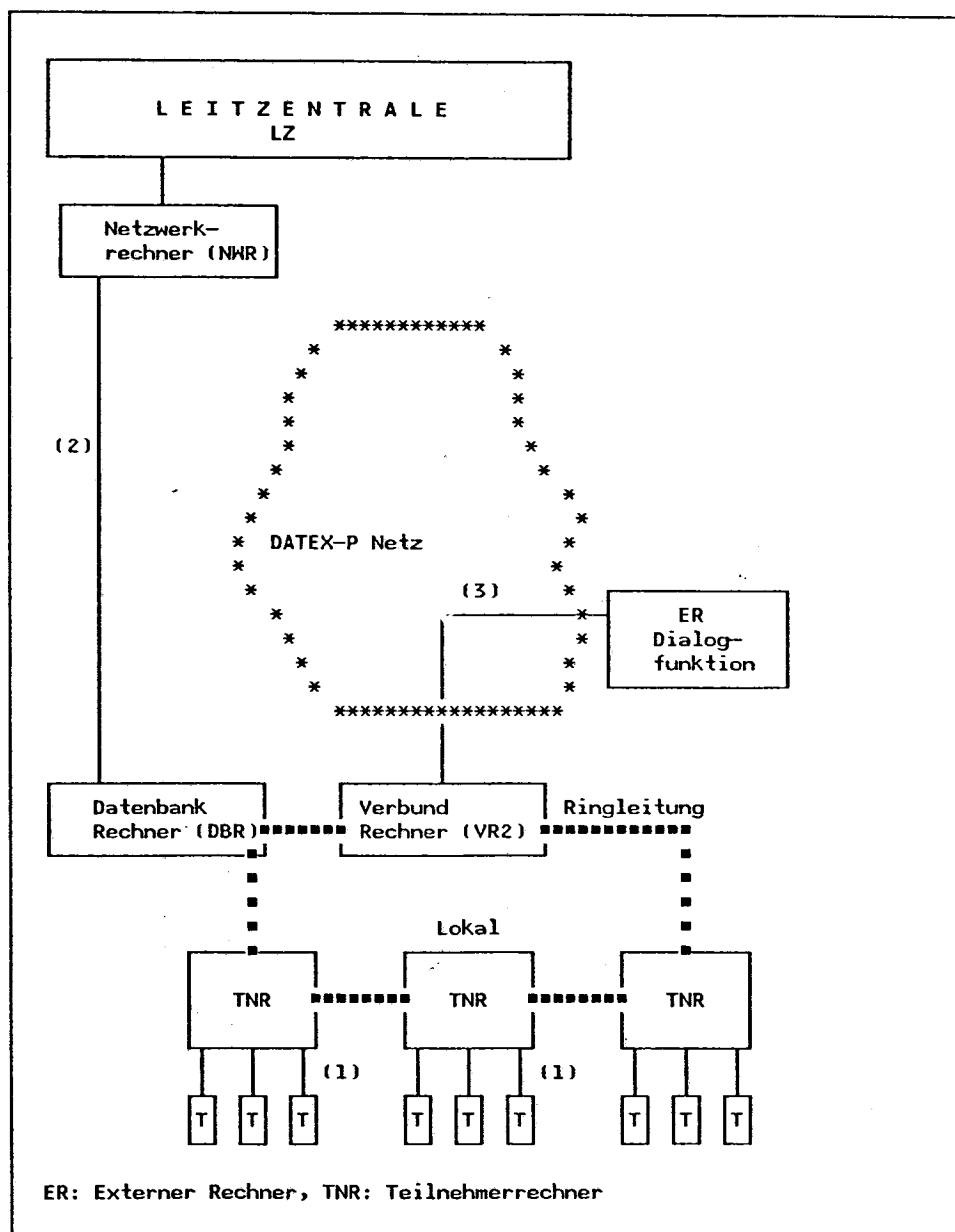 L E I T Z E N T R A L E
LZ
Netzwerk-
rechner (NWR)
(2)
DATEX-P Netz
(3)
ER
Dialog-
funktion
Datenbank
Rechner (DBR)
Verbund
Rechner (VR2)
Ringleitung
Lokal
TNR
TNR
TNR
(1)
(1)
T
T
T
T
T
T
T
T
T
ER: Externer Rechner, TNR: Teilnehmerrechner